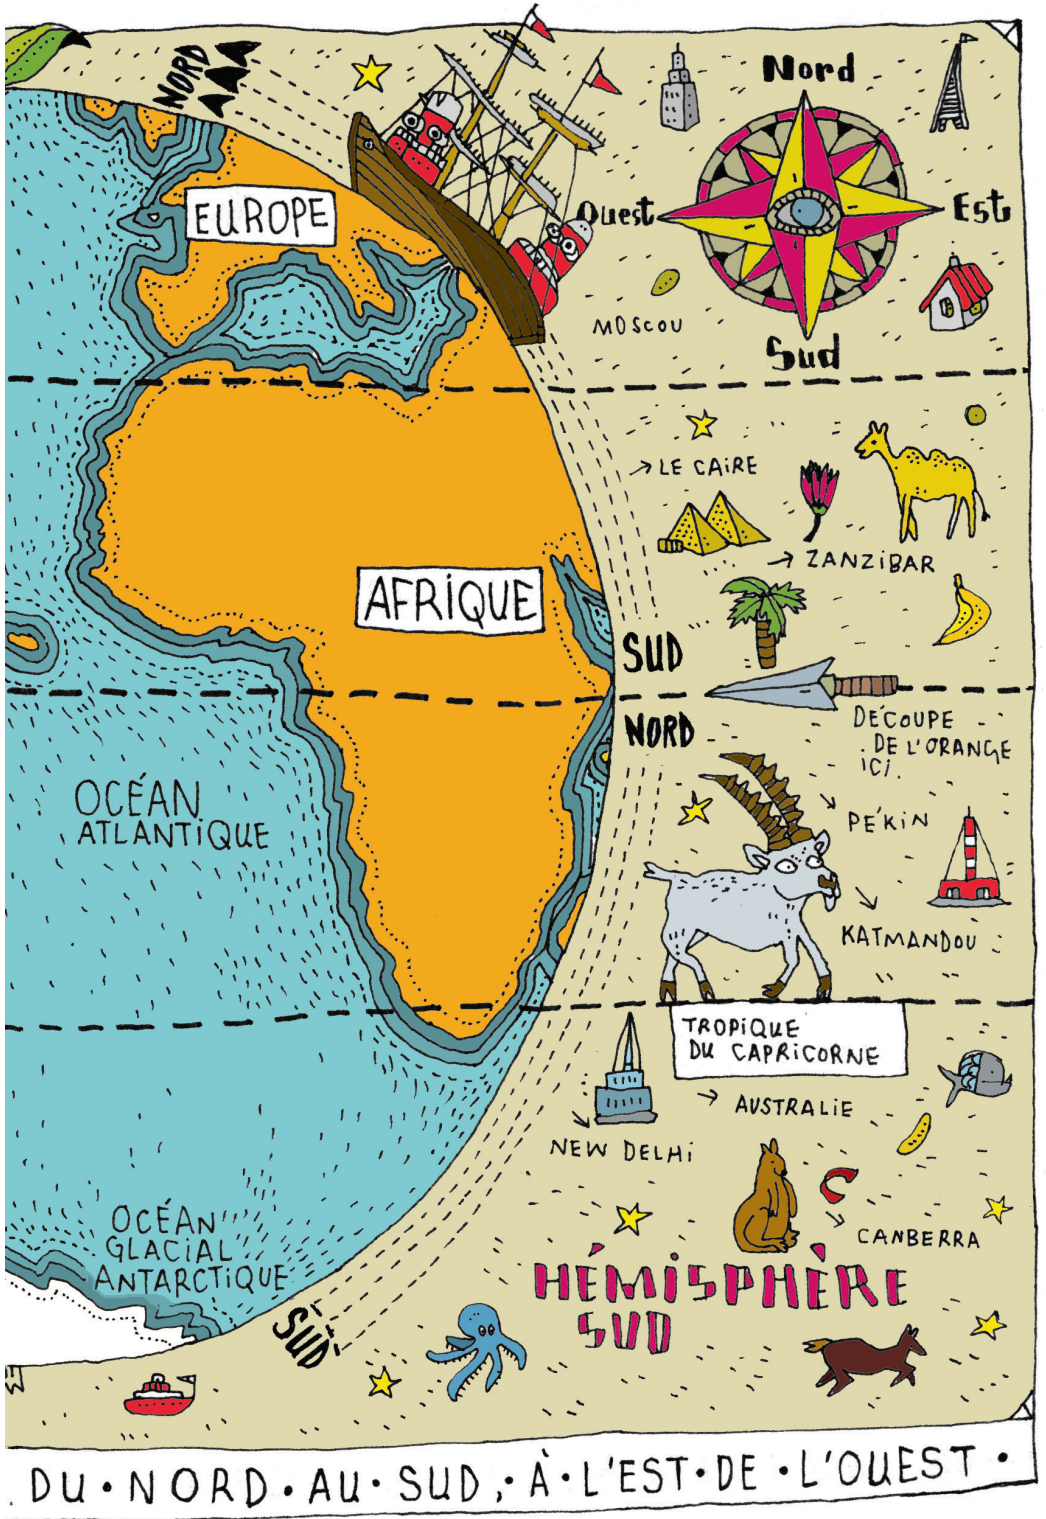 NORD
Nord
Ouest
Est
Sud
EUROPE
MOSCOU
LE CAIRE
ZANZIBAR
AFRIQUE
SUD
NORD
DÉCOUPE
DE L'ORANGE
ICI.
OCÉAN
ATLANTIQUE
PÉKIN
KATMANDOU
TROPIQUE
DU CAPRICORNE
AUSTRALIE
NEW DELHI
CANBERRA
OCÉAN
GLACIAL
ANTARCTIQUE
HÉMISPHÈRE
SUD
SUD
. DU · NORD · AU · SUD, · À · L'EST · DE · L'OUEST ·